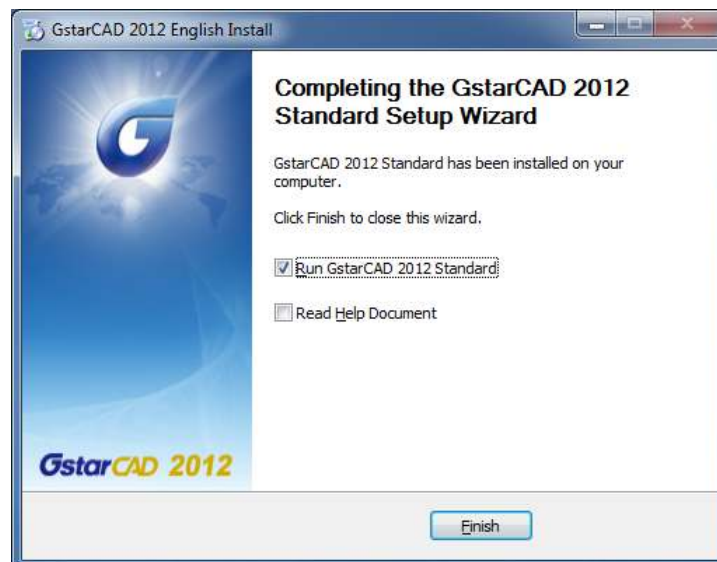 GstarCAD 2012 English Install
Completing the GstarCAD 2012
Standard Setup Wizard
GstarCAD 2012 Standard has been installed on your
computer.
Click Finish to close this wizard.
Run GstarCAD 2012 Standard
Read Help Document
GstarCAD 2012
Finish